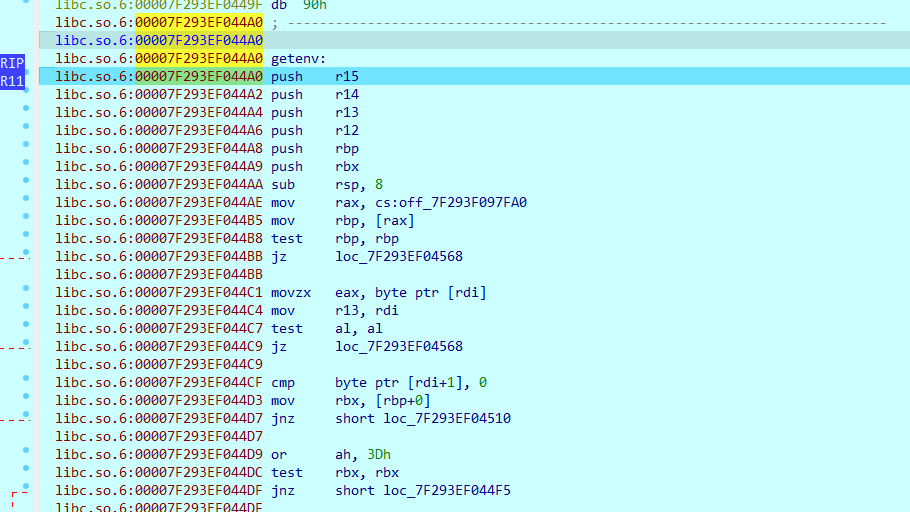 libc.so.6:00007F293EF0449F db 90h
libc.so.6:00007F293EF044A0 ; ---------------------------------------------------------------------------
libc.so.6:00007F293EF044A0
libc.so.6:00007F293EF044A0 getenv:
RIP
libc.so.6:00007F293EF044A0 push r15
R11
libc.so.6:00007F293EF044A2 push r14
libc.so.6:00007F293EF044A4 push r13
libc.so.6:00007F293EF044A6 push r12
libc.so.6:00007F293EF044A8 push rbp
libc.so.6:00007F293EF044A9 push rbx
libc.so.6:00007F293EF044AA sub rsp, 8
libc.so.6:00007F293EF044AE mov rax, cs:off_7F293F097FA0
libc.so.6:00007F293EF044B5 mov rbp, [rax]
libc.so.6:00007F293EF044B8 test rbp, rbp
libc.so.6:00007F293EF044BB jz loc_7F293EF04568
libc.so.6:00007F293EF044BB
libc.so.6:00007F293EF044C1 movzx eax, byte ptr [rdi]
libc.so.6:00007F293EF044C4 mov r13, rdi
libc.so.6:00007F293EF044C7 test al, al
libc.so.6:00007F293EF044C9 jz loc_7F293EF04568
libc.so.6:00007F293EF044C9
libc.so.6:00007F293EF044CF cmp byte ptr [rdi+1], 0
libc.so.6:00007F293EF044D3 mov rbx, [rbp+0]
libc.so.6:00007F293EF044D7 jnz short loc_7F293EF04510
libc.so.6:00007F293EF044D7
libc.so.6:00007F293EF044D9 or ah, 3Dh
libc.so.6:00007F293EF044DC test rbx, rbx
libc.so.6:00007F293EF044DF jnz short loc_7F293EF044F5
libc.so.6:00007F293EF044DF